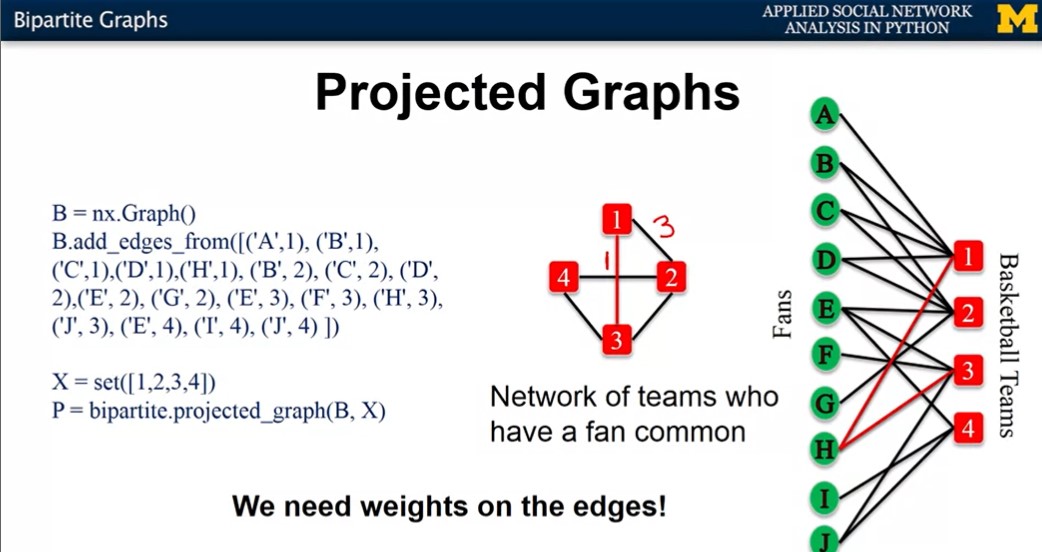 Bipartite Graphs
APPLIED SOCIAL NETWORK
ANALYSIS IN PYTHON
M
Projected Graphs
B = nx.Graph()
B.add_edges_from([('A',1), ('B',1),
('C',1),('D',1),('H',1), ('B', 2), ('C', 2), ('D',
2),('E', 2), ('G', 2), ('E', 3), ('F', 3), ('H', 3),
('J', 3), ('E', 4), ('I', 4), ('J', 4) ])
X = set([1,2,3,4])
P = bipartite.projected_graph(B, X)
1
3
1
4
2
3
Network of teams who
have a fan common
We need weights on the edges!
Fans
A
B
C
D
E
F
G
H
I
J
1
2
3
4
Basketball Teams